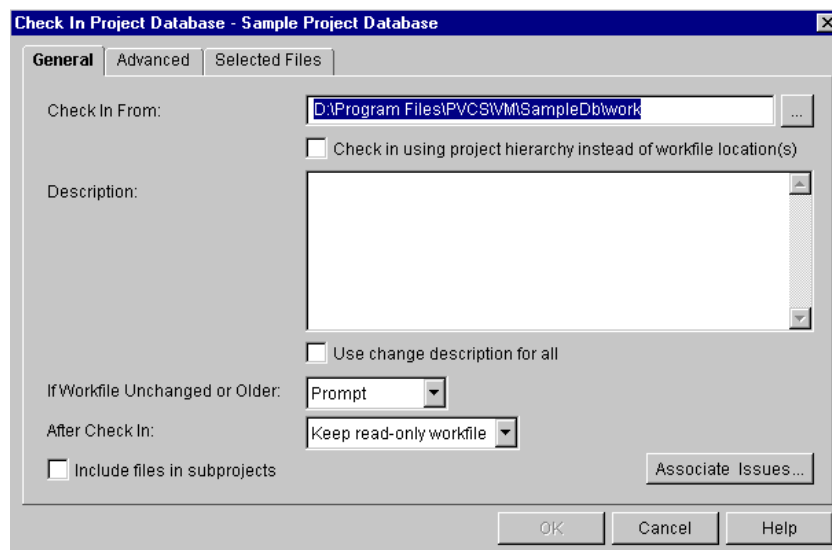 Check In Project Database - Sample Project Database
General Advanced Selected Files
Check In From: D:\Program Files\PVCS\VM\SampleDb\work ...
Check in using project hierarchy instead of workfile location(s)
Description:
Use change description for all
If Workfile Unchanged or Older: Prompt
After Check In: Keep read-only workfile
Include files in subprojects Associate Issues...
OK Cancel Help